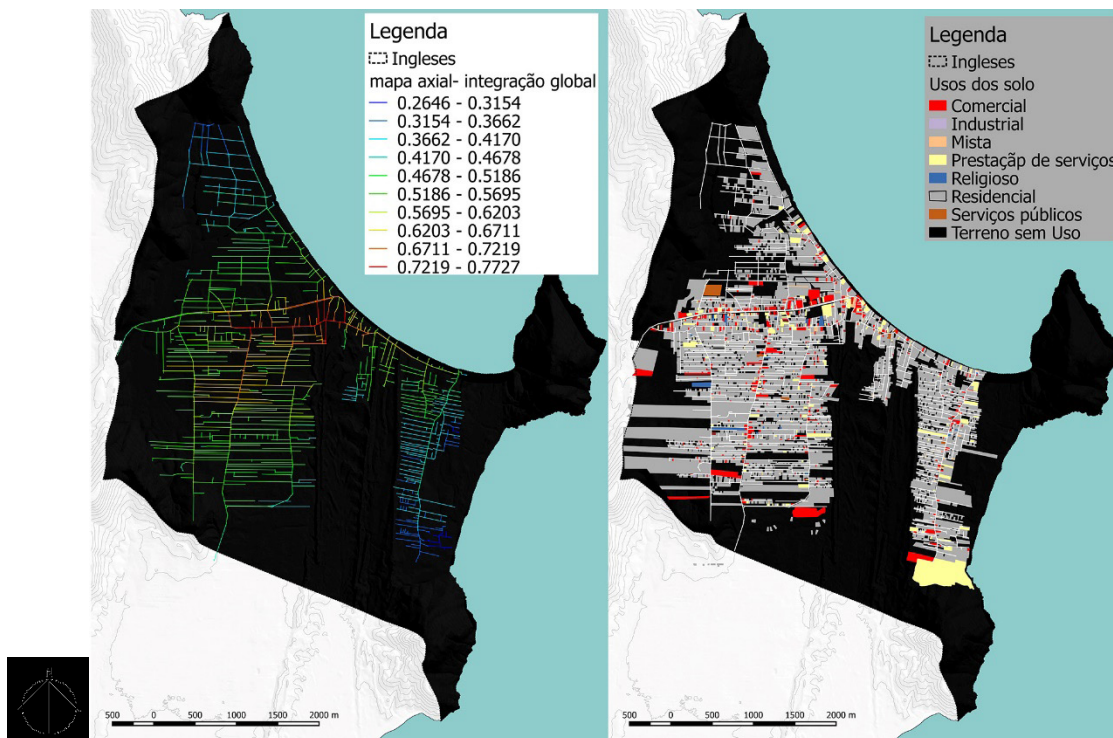 Legenda
Ingleses
mapa axial- integração global
0.2646 - 0.3154
0.3154 - 0.3662
0.3662 - 0.4170
0.4170 - 0.4678
0.4678 - 0.5186
0.5186 - 0.5695
0.5695 - 0.6203
0.6203 - 0.6711
0.6711 - 0.7219
0.7219 - 0.7727
500 0 500 1000 1500 2000 m
Legenda
Ingleses
Usos dos solo
Comercial
Industrial
Mista
Prestaçãp de serviços
Religioso
Residencial
Serviços públicos
Terreno sem Uso
500 0 500 1000 1500 2000 m